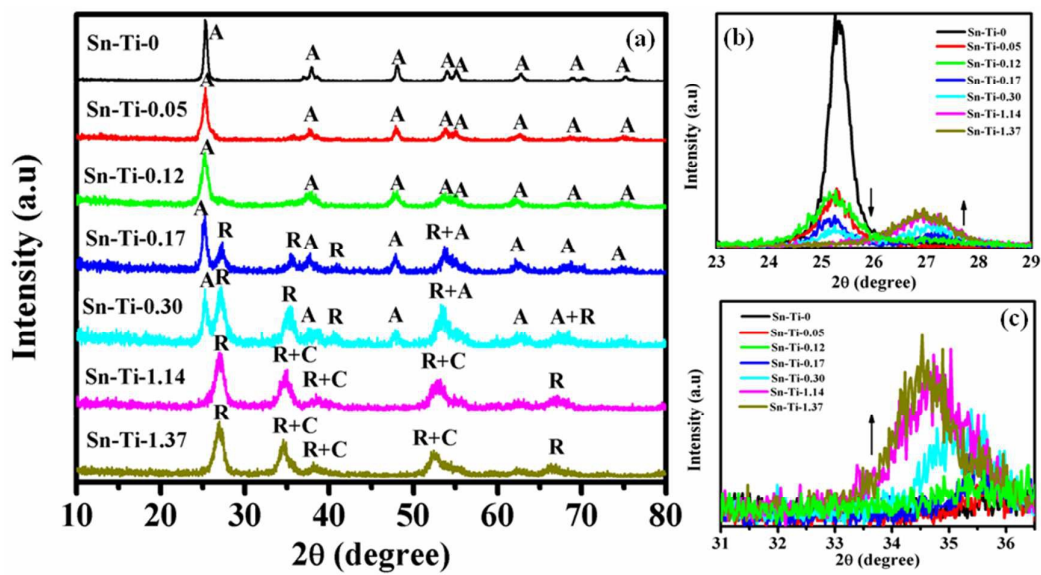 (a)
Sn-Ti-0
A
A
A
A
A
A
A
A
Sn-Ti-0.05
A
A
A
A
A
A
A
A
Sn-Ti-0.12
A
A
A
A
A
A
A
A
Sn-Ti-0.17
A
R
R
A
R
A
R+A
A
A
A
Sn-Ti-0.30
A
R
R
A
R
A
R+A
A
A+R
Sn-Ti-1.14
R
R+C
R+C
R+C
R
Sn-Ti-1.37
R
R+C
R+C
R+C
R
Intensity (a.u)
10 20 30 40 50 60 70 80
2θ (degree)
(b)
Sn-Ti-0
Sn-Ti-0.05
Sn-Ti-0.12
Sn-Ti-0.17
Sn-Ti-0.30
Sn-Ti-1.14
Sn-Ti-1.37
Intensity (a.u)
23 24 25 26 27 28 29
2θ (degree)
(c)
Sn-Ti-0
Sn-Ti-0.05
Sn-Ti-0.12
Sn-Ti-0.17
Sn-Ti-0.30
Sn-Ti-1.14
Sn-Ti-1.37
Intensity (a.u)
31 32 33 34 35 36
2θ (degree)